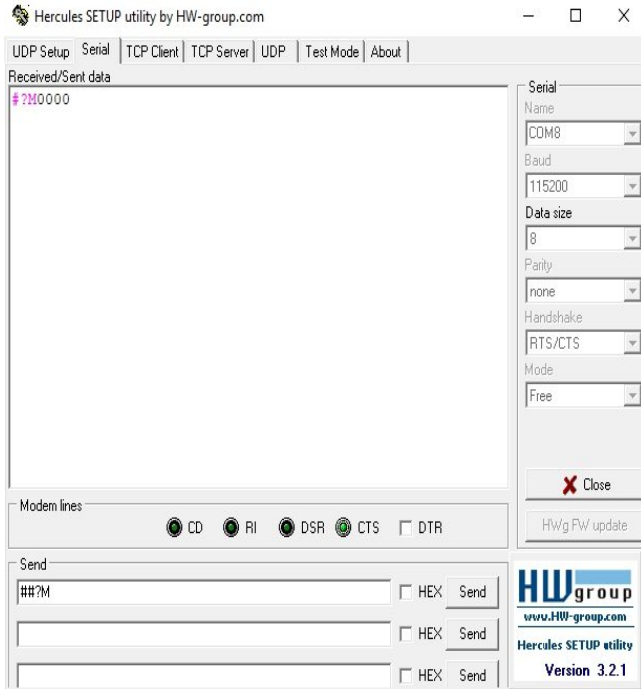 Hercules SETUP utility by HW-group.com
UDP Setup Serial TCP Client TCP Server UDP Test Mode About
Received/Sent data
#?M0000
Serial
Name
COM8
Baud
115200
Data size
8
Parity
none
Handshake
RTS/CTS
Mode
Free
Close
HWg FW update
Modem lines
CD RI DSR CTS DTR
Send
##?M HEX Send
HEX Send
HEX Send
HWgroup
www.HW-group.com
Hercules SETUP utility
Version 3.2.1